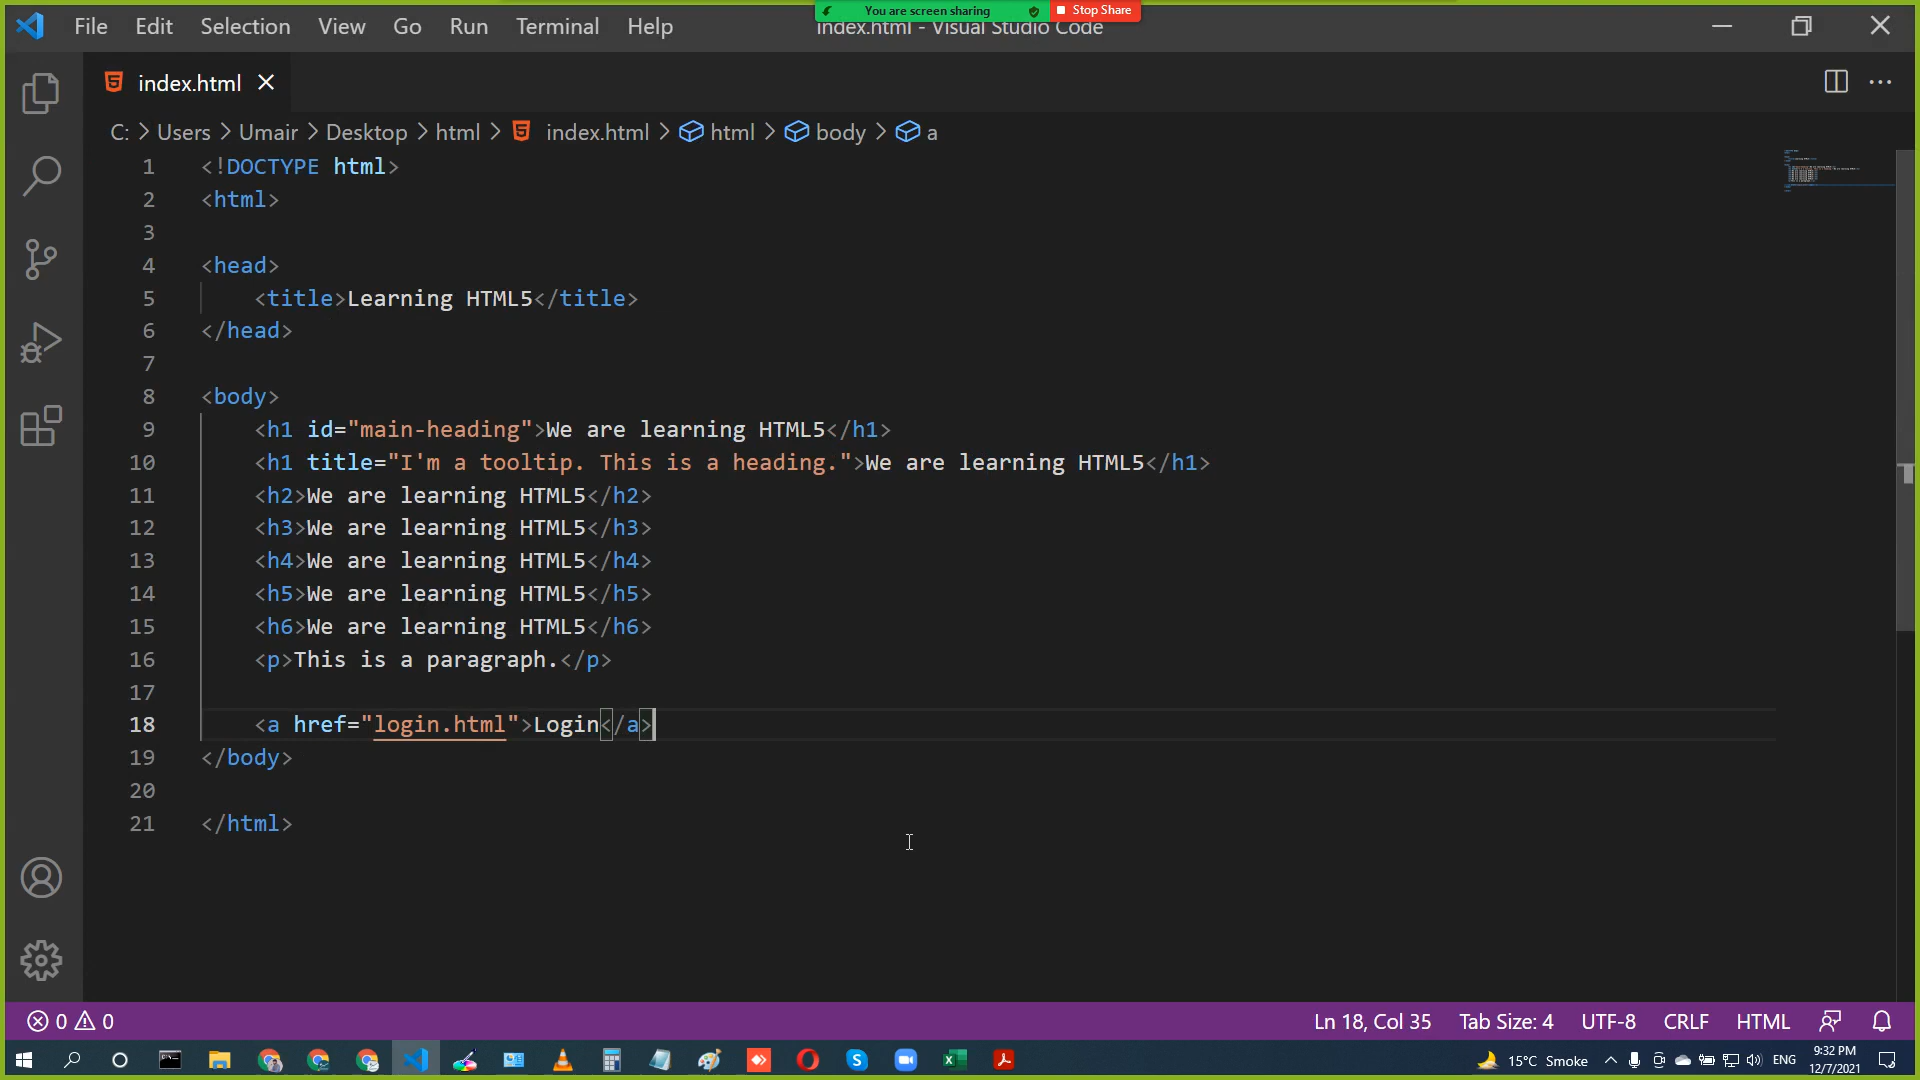 You are screen sharing Stop Share
File Edit Selection View Go Run Terminal Help index.html - Visual Studio Code
index.html
C: > Users > Umair > Desktop > html > index.html > html > body > a
1 <!DOCTYPE html>
2 <html>
3
4 <head>
5 <title>Learning HTML5</title>
6 </head>
7
8 <body>
9 <h1 id="main-heading">We are learning HTML5</h1>
10 <h1 title="I'm a tooltip. This is a heading.">We are learning HTML5</h1>
11 <h2>We are learning HTML5</h2>
12 <h3>We are learning HTML5</h3>
13 <h4>We are learning HTML5</h4>
14 <h5>We are learning HTML5</h5>
15 <h6>We are learning HTML5</h6>
16 <p>This is a paragraph.</p>
17
18 <a href="login.html">Login</a>
19 </body>
20
21 </html>
0 0 Ln 18, Col 35 Tab Size: 4 UTF-8 CRLF HTML
15°C Smoke ENG 9:32 PM
12/7/2021